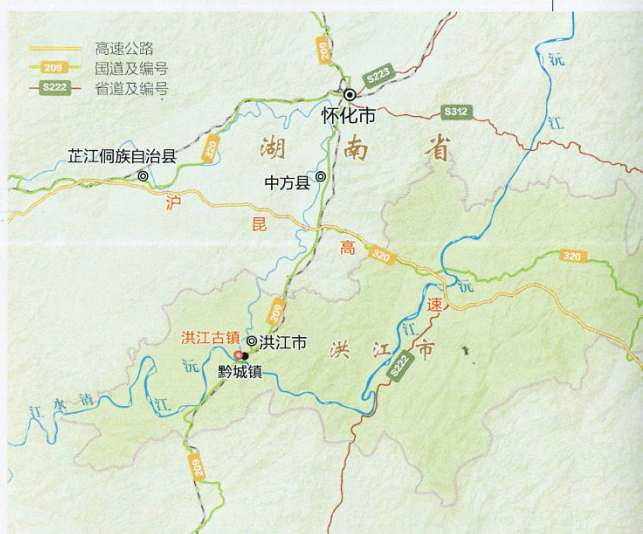 高速公路
209 国道及编号
S222 省道及编号
209
S223
怀化市
S312
沅
江
湖南省
320
芷江侗族自治县
中方县
沪昆高速
320
320
沅
江
209
洪江古镇
洪江市
黔城镇
洪江市
S222
沅
江
清水江
209